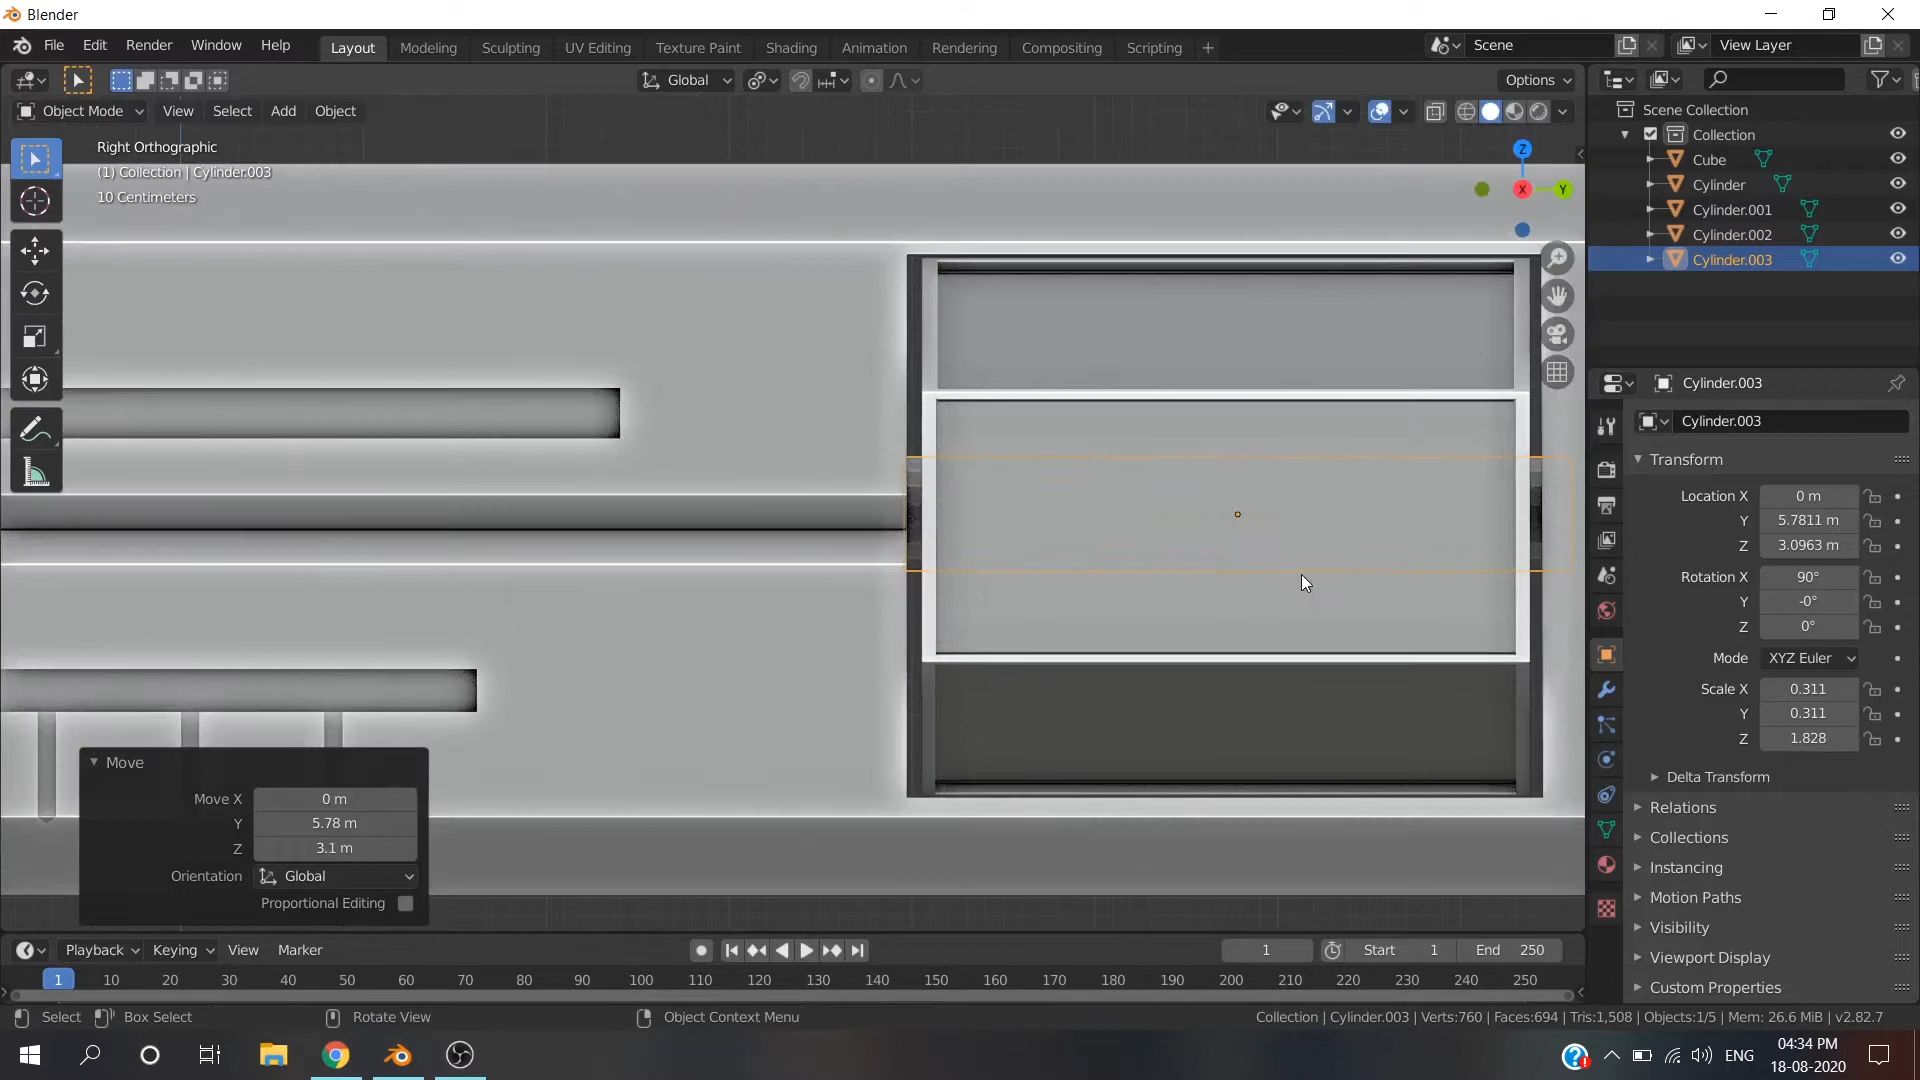 Blender
File Edit Render Window Help Layout Modeling Sculpting UV Editing Texture Paint Shading Animation Rendering Compositing Scripting + Scene View Layer
Global Options
Object Mode View Select Add Object
Right Orthographic
(1) Collection | Cylinder.003
10 Centimeters
Z
X
Y
Scene Collection
Collection
Cube
Cylinder
Cylinder.001
Cylinder.002
Cylinder.003
Cylinder.003
Cylinder.003
Transform
Location X 0 m
Y 5.7811 m
Z 3.0963 m
Rotation X 90°
Y -0°
Z 0°
Mode XYZ Euler
Scale X 0.311
Y 0.311
Z 1.828
Delta Transform
Relations
Collections
Instancing
Motion Paths
Visibility
Viewport Display
Custom Properties
Move
Move X 0 m
Y 5.78 m
Z 3.1 m
Orientation Global
Proportional Editing
Playback Keying View Marker 1 Start 1 End 250
1 10 20 30 40 50 60 70 80 90 100 110 120 130 140 150 160 170 180 190 200 210 220 230 240 250
Select Box Select Rotate View Object Context Menu Collection | Cylinder.003 | Verts:760 | Faces:694 | Tris:1,508 | Objects:1/5 | Mem: 26.6 MiB | v2.82.7
ENG
04:34 PM
18-08-2020